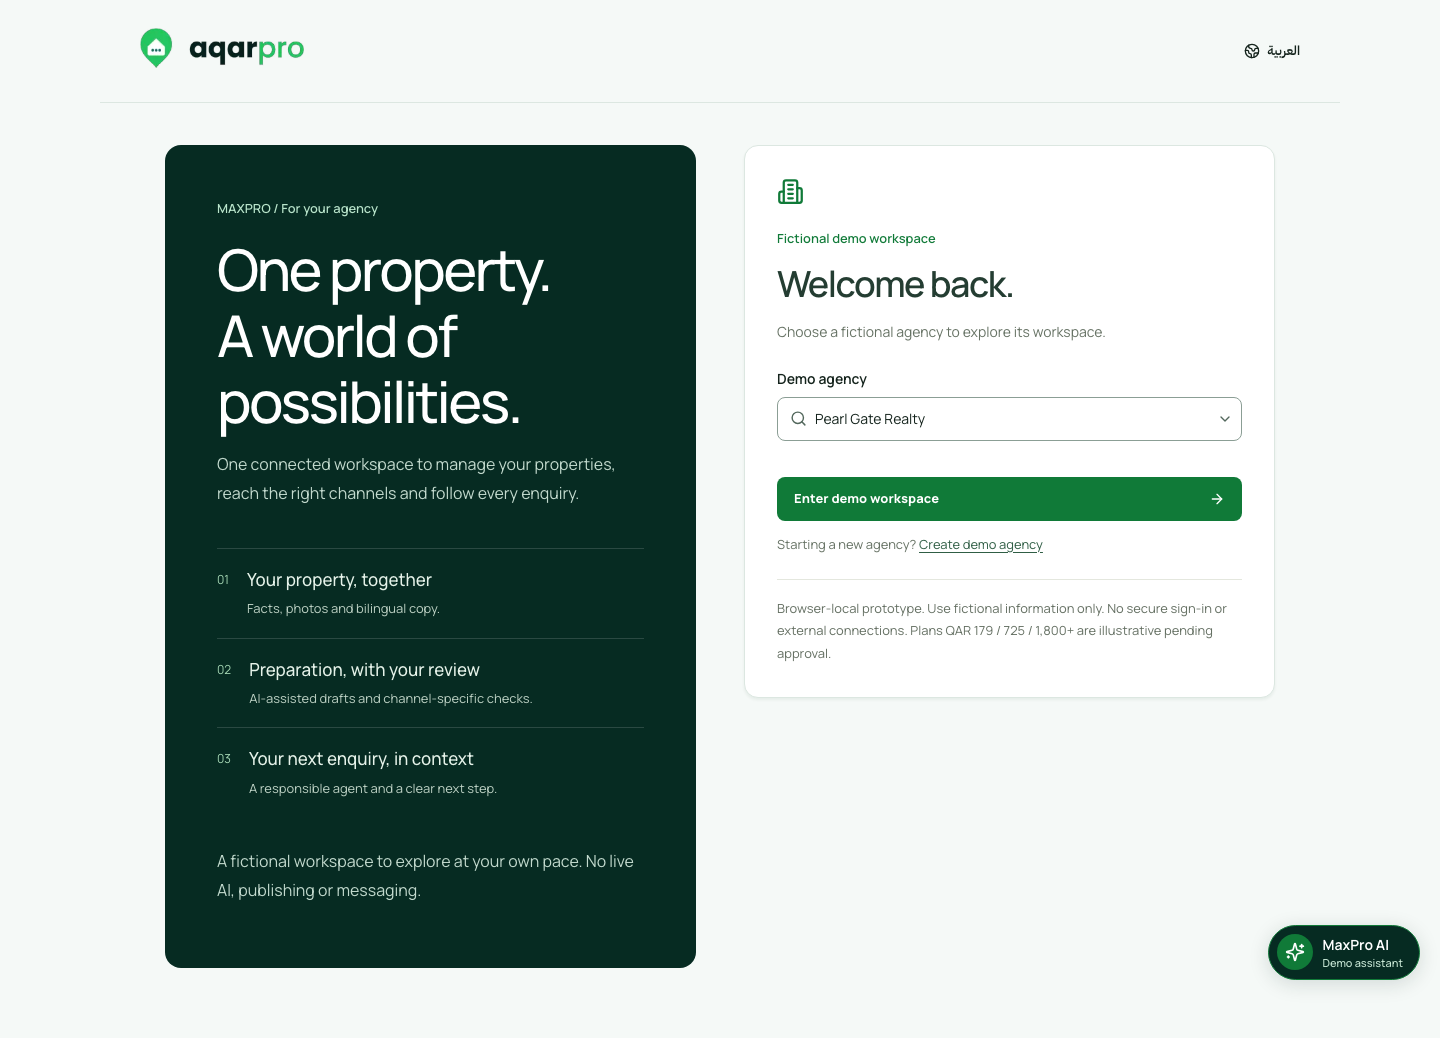 aqarpro
العربية
MAXPRO / For your agency
One property.
A world of
possibilities.
One connected workspace to manage your properties,
reach the right channels and follow every enquiry.
01 Your property, together
Facts, photos and bilingual copy.
02 Preparation, with your review
AI-assisted drafts and channel-specific checks.
03 Your next enquiry, in context
A responsible agent and a clear next step.
A fictional workspace to explore at your own pace. No live
AI, publishing or messaging.
Fictional demo workspace
Welcome back.
Choose a fictional agency to explore its workspace.
Demo agency
Pearl Gate Realty
Enter demo workspace
Starting a new agency? Create demo agency
Browser-local prototype. Use fictional information only. No secure sign-in or
external connections. Plans QAR 179 / 725 / 1,800+ are illustrative pending
approval.
MaxPro AI
Demo assistant